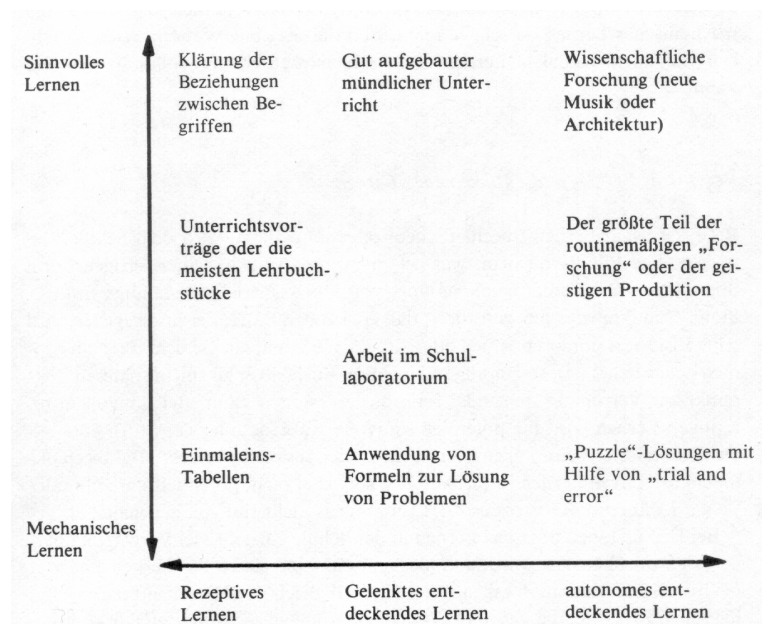 Sinnvolles
Lernen
Klärung der
Beziehungen
zwischen Be-
griffen
Gut aufgebauter
mündlicher Unter-
richt
Wissenschaftliche
Forschung (neue
Musik oder
Architektur)
Unterrichtsvor-
träge oder die
meisten Lehrbuch-
stücke
Der größte Teil der
routinemäßigen „For-
schung“ oder der gei-
stigen Produktion
Arbeit im Schul-
laboratorium
Einmaleins-
Tabellen
Anwendung von
Formeln zur Lösung
von Problemen
„Puzzle“-Lösungen mit
Hilfe von „trial and
error“
Mechanisches
Lernen
Rezeptives
Lernen
Gelenktes ent-
deckendes Lernen
autonomes ent-
deckendes Lernen